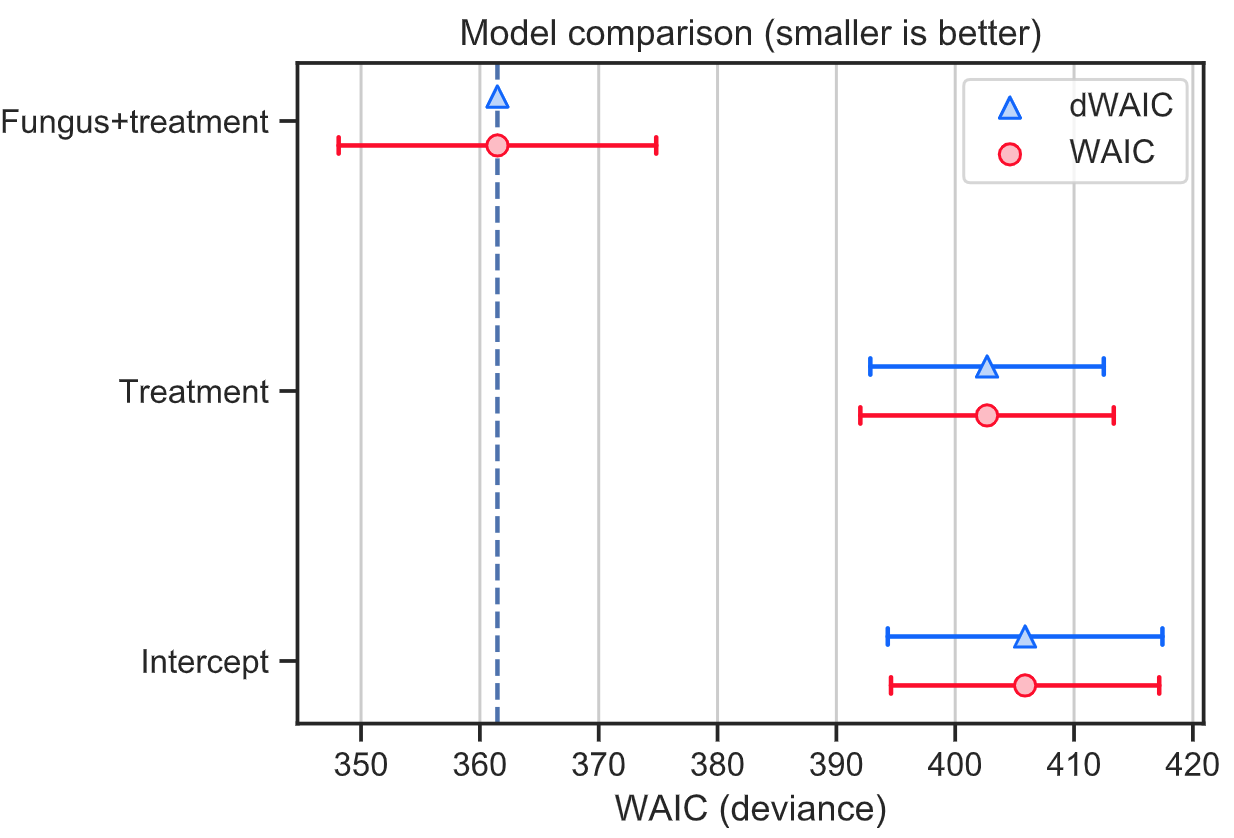 Model comparison (smaller is better)
dWAIC
WAIC
Fungus+treatment
Treatment
Intercept
350 360 370 380 390 400 410 420
WAIC (deviance)